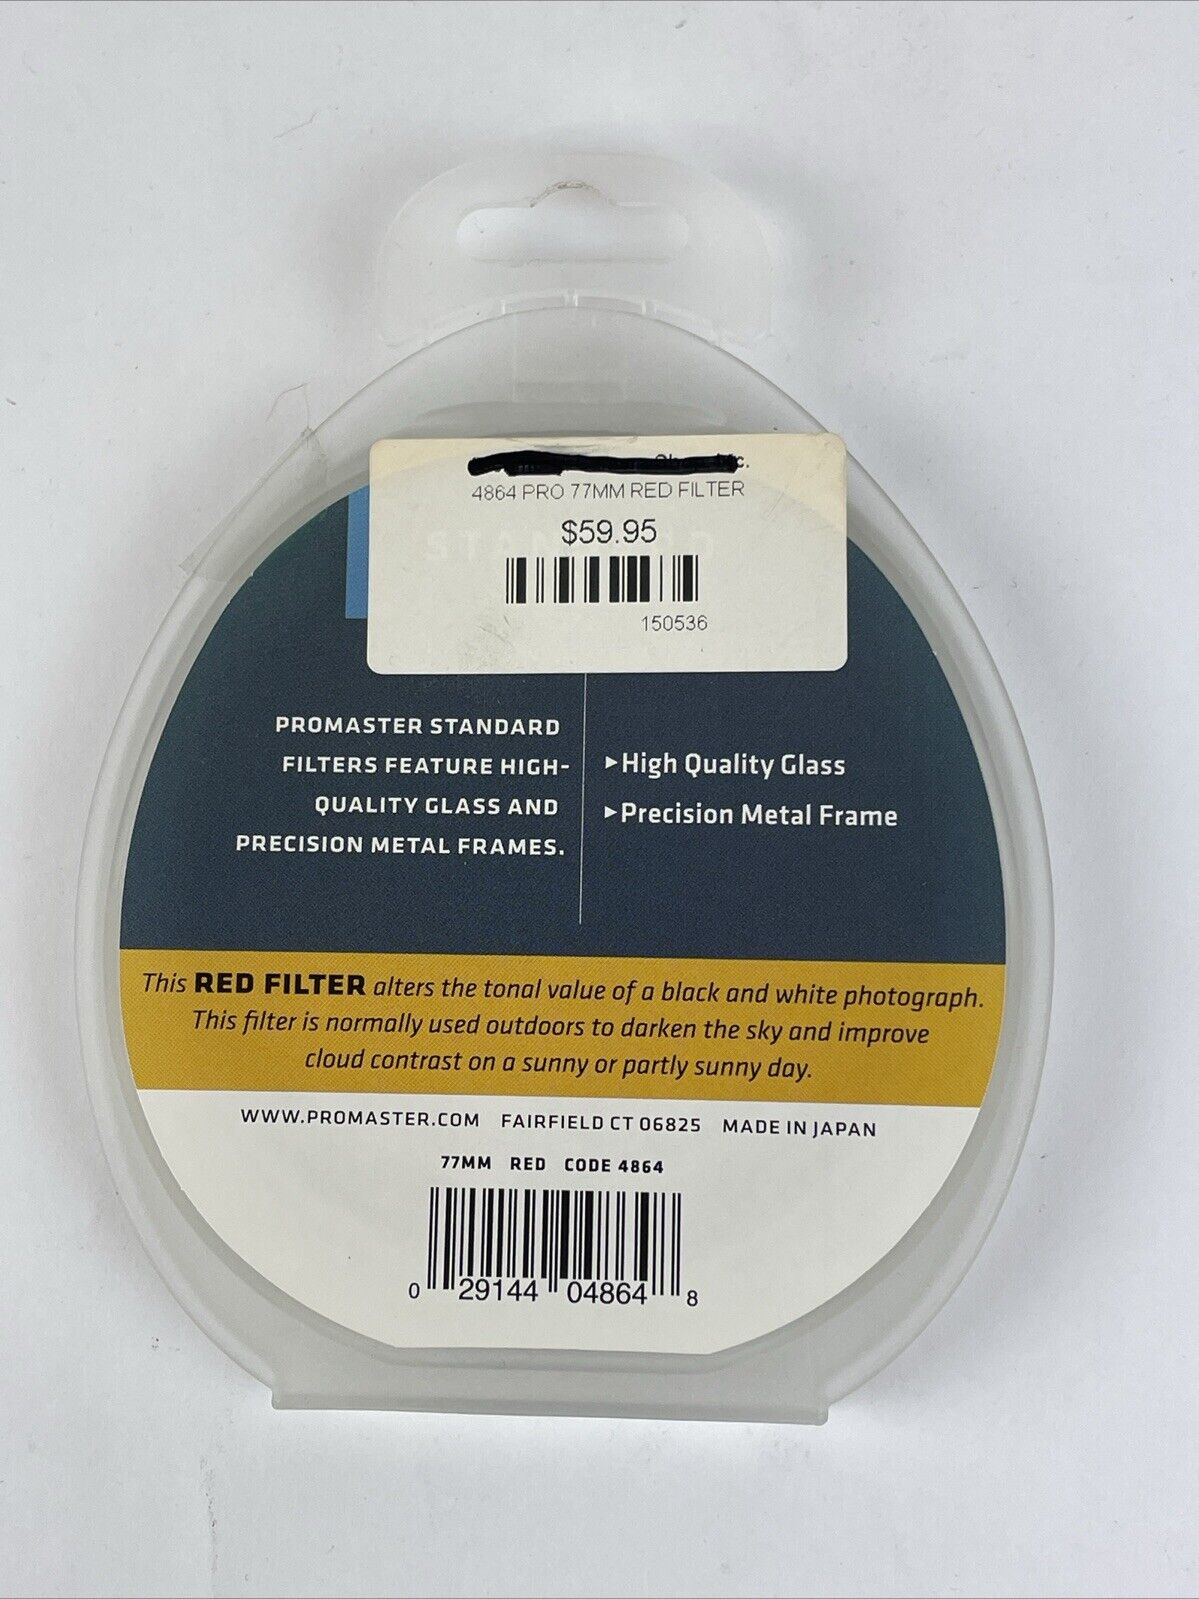 4864 PRO 77MM RED FILTER
$59.95
150536
PROMASTER STANDARD
FILTERS FEATURE HIGH-
QUALITY GLASS AND
PRECISION METAL FRAMES.
▸High Quality Glass
▸Precision Metal Frame
This RED FILTER alters the tonal value of a black and white photograph.
This filter is normally used outdoors to darken the sky and improve
cloud contrast on a sunny or partly sunny day.
WWW.PROMASTER.COM FAIRFIELD CT 06825 MADE IN JAPAN
77MM RED CODE 4864
0 29144 04864 8